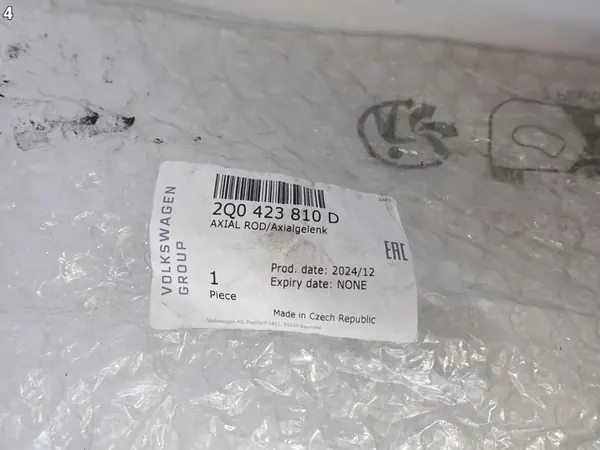 4
2Q0 423 810 D
AXIAL ROD/Axialgelenk
VOLKSWAGEN
GROUP
EAC
Prod. date: 2024/12
Expiry date: NONE
1
Piece
Made in Czech Republic